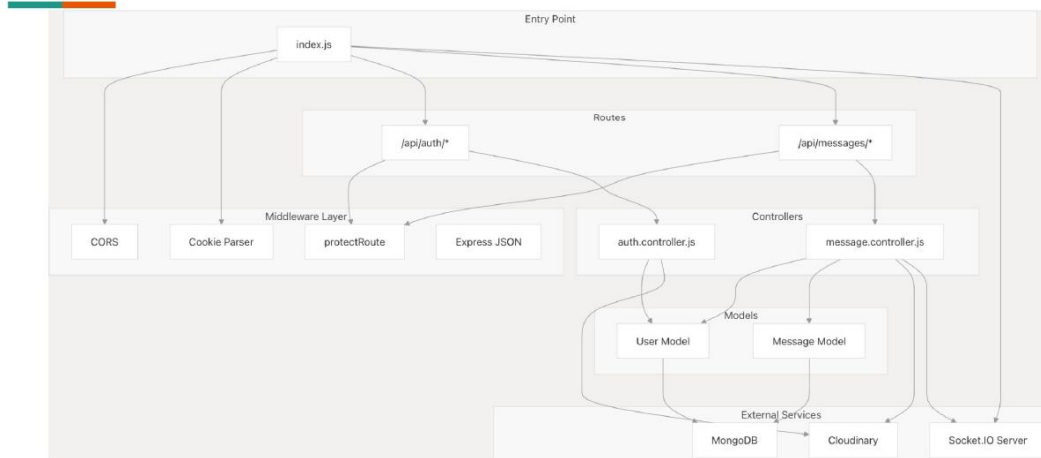 Entry Point
index.js
Routes
/api/auth/*
/api/messages/*
Middleware Layer
Controllers
CORS
Cookie Parser
protectRoute
Express JSON
auth.controller.js
message.controller.js
Models
User Model
Message Model
External Services
MongoDB
Cloudinary
Socket.IO Server